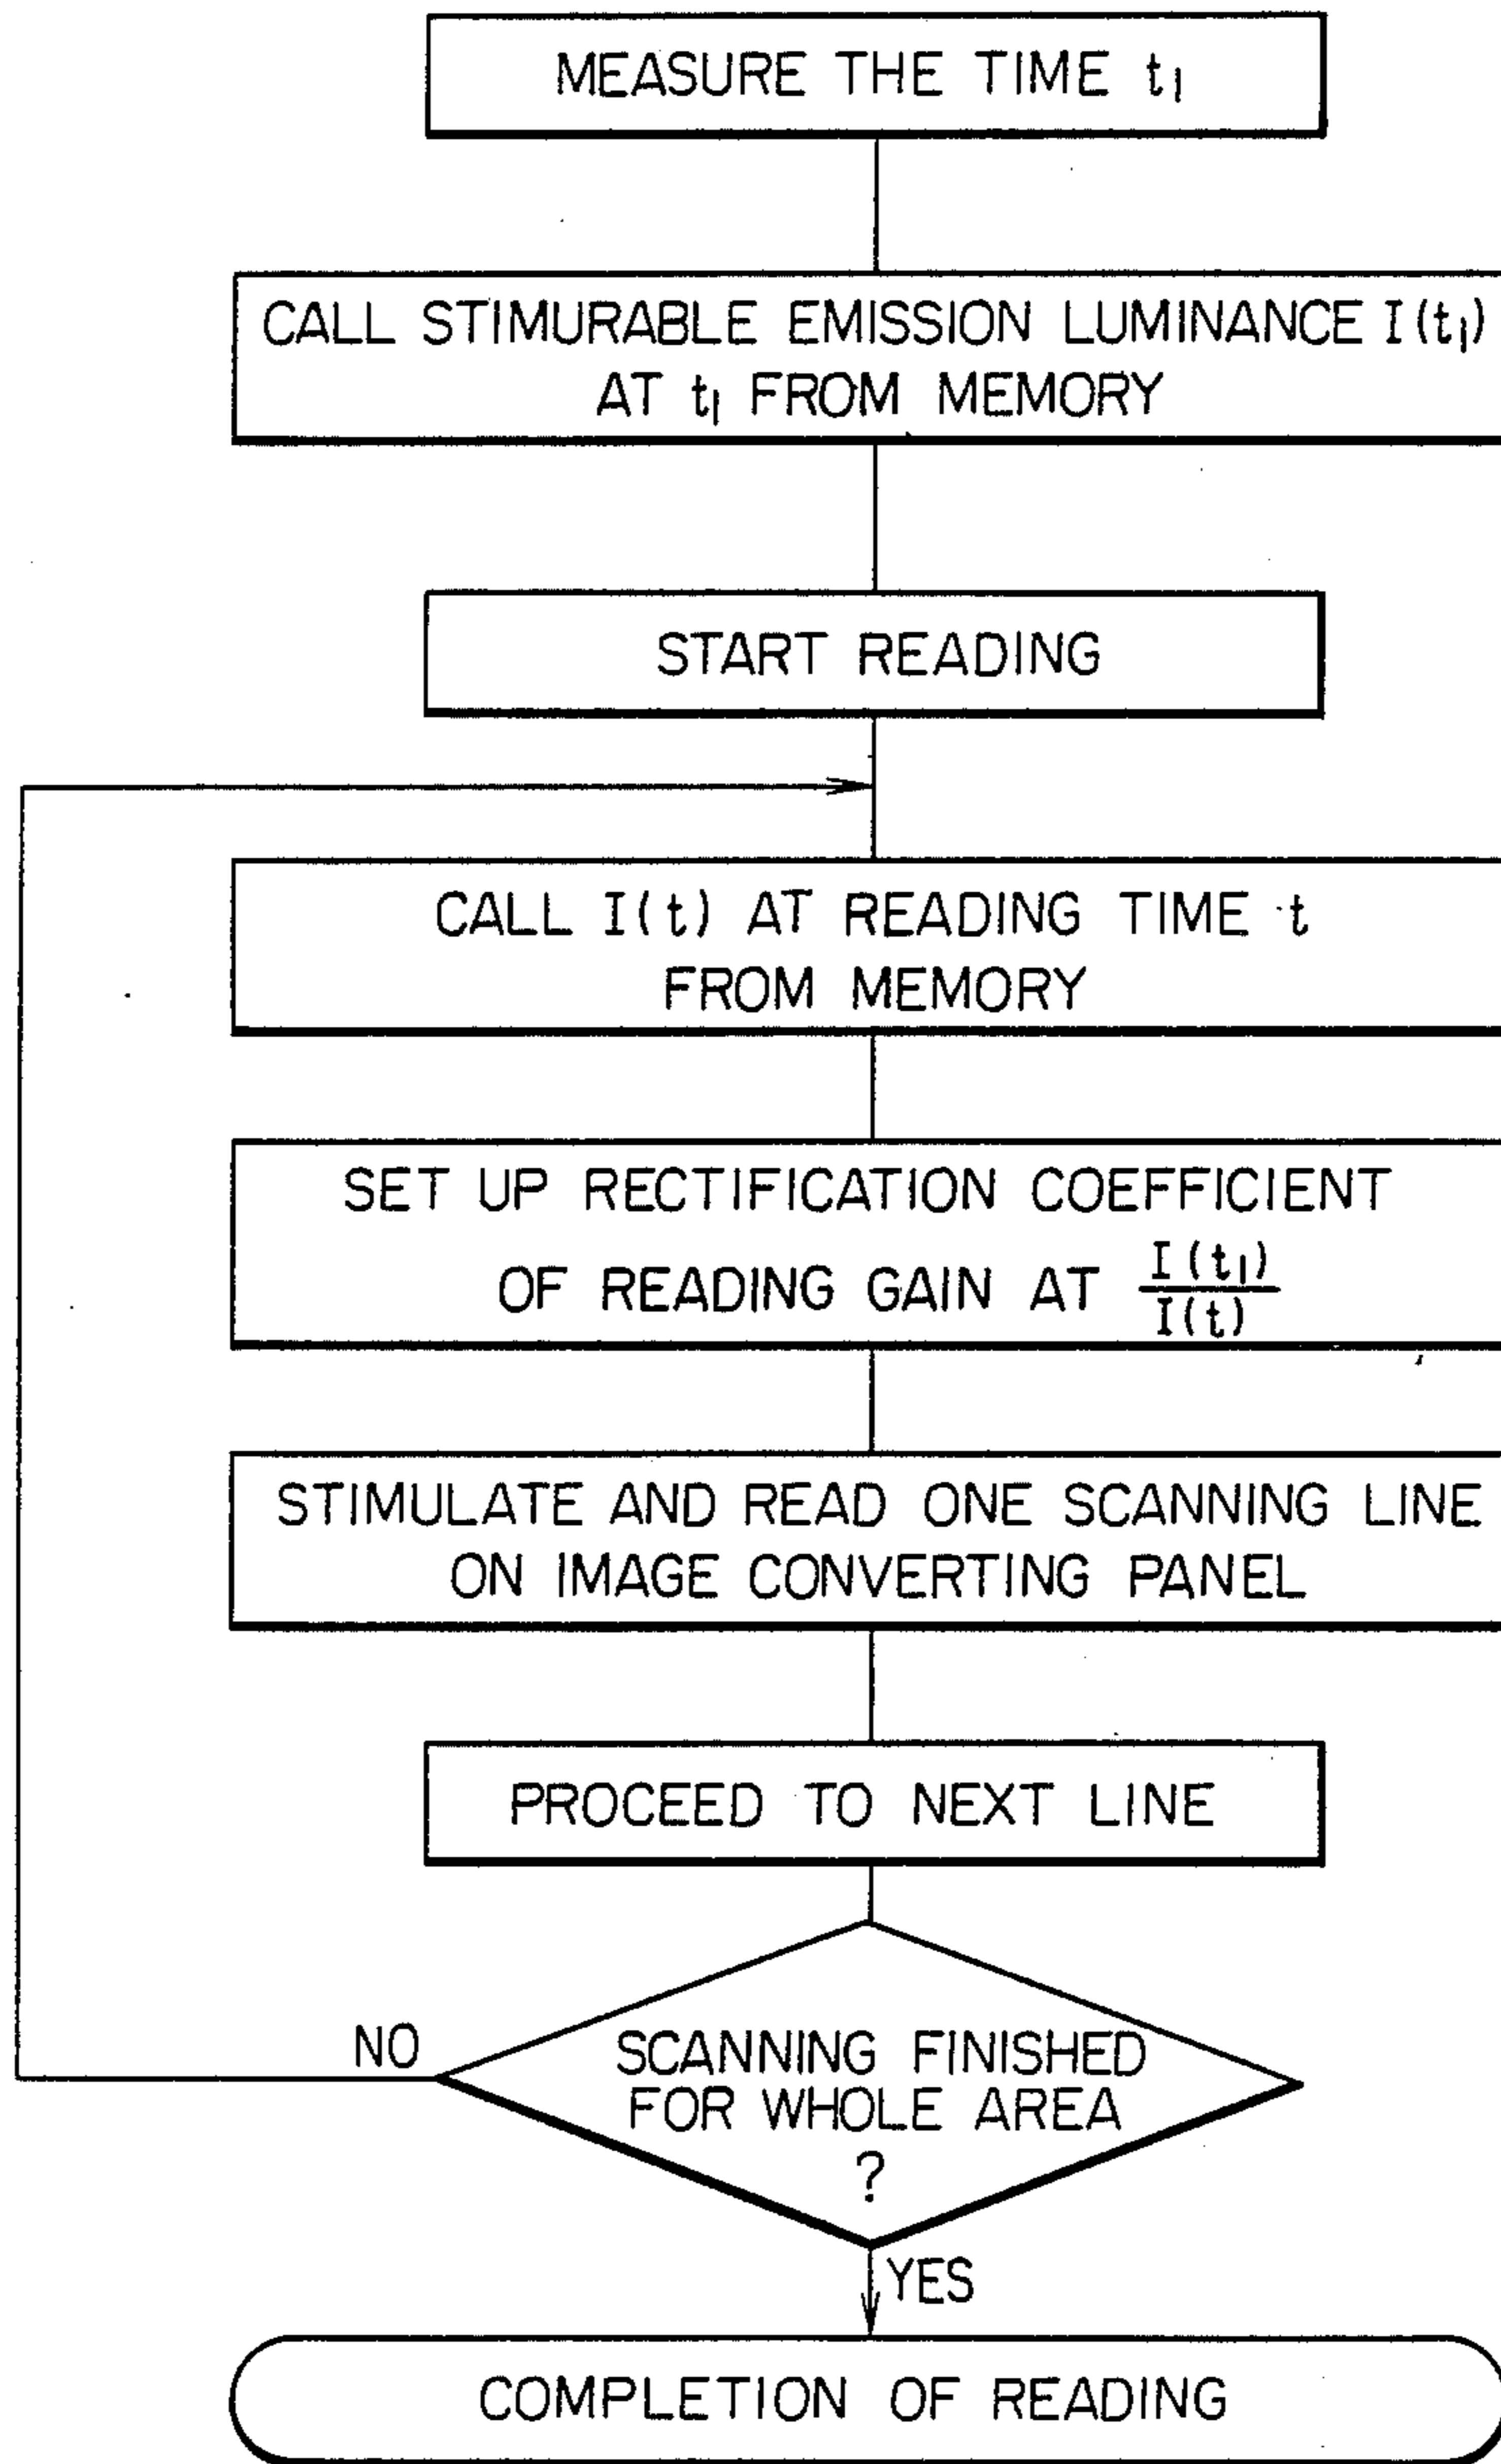 MEASURE THE TIME t₁
CALL STIMURABLE EMISSION LUMINANCE I(t₁)
AT t₁ FROM MEMORY
START READING
CALL I(t) AT READING TIME t
FROM MEMORY
SET UP RECTIFICATION COEFFICIENT
OF READING GAIN AT I(t₁)/I(t)
STIMULATE AND READ ONE SCANNING LINE
ON IMAGE CONVERTING PANEL
PROCEED TO NEXT LINE
NO
SCANNING FINISHED
FOR WHOLE AREA
?
YES
COMPLETION OF READING